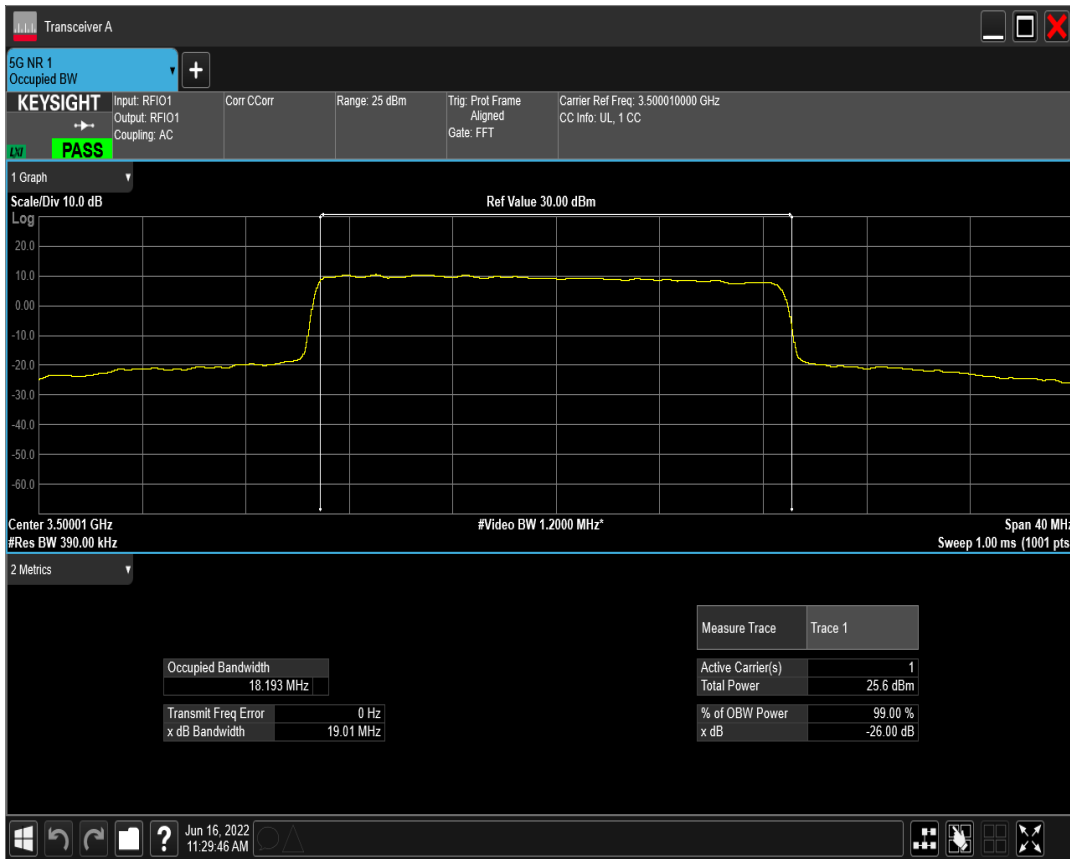 Transceiver A
5G NR 1
Occupied BW
KEYSIGHT
LXI
PASS
Input: RFIO1
Output: RFIO1
Coupling: AC
Corr CCorr
Range: 25 dBm
Trig: Prot Frame
Aligned
Gate: FFT
Carrier Ref Freq: 3.500010000 GHz
CC Info: UL, 1 CC
1 Graph
Scale/Div 10.0 dB
Ref Value 30.00 dBm
Log
20.0
10.0
0.00
-10.0
-20.0
-30.0
-40.0
-50.0
-60.0
Center 3.50001 GHz
#Video BW 1.2000 MHz*
Span 40 MHz
#Res BW 390.00 kHz
Sweep 1.00 ms (1001 pts
2 Metrics
Measure Trace Trace 1
Occupied Bandwidth
18.193 MHz
Active Carrier(s) 1
Total Power 25.6 dBm
Transmit Freq Error 0 Hz
x dB Bandwidth 19.01 MHz
% of OBW Power 99.00 %
x dB -26.00 dB
?
Jun 16, 2022
11:29:46 AM